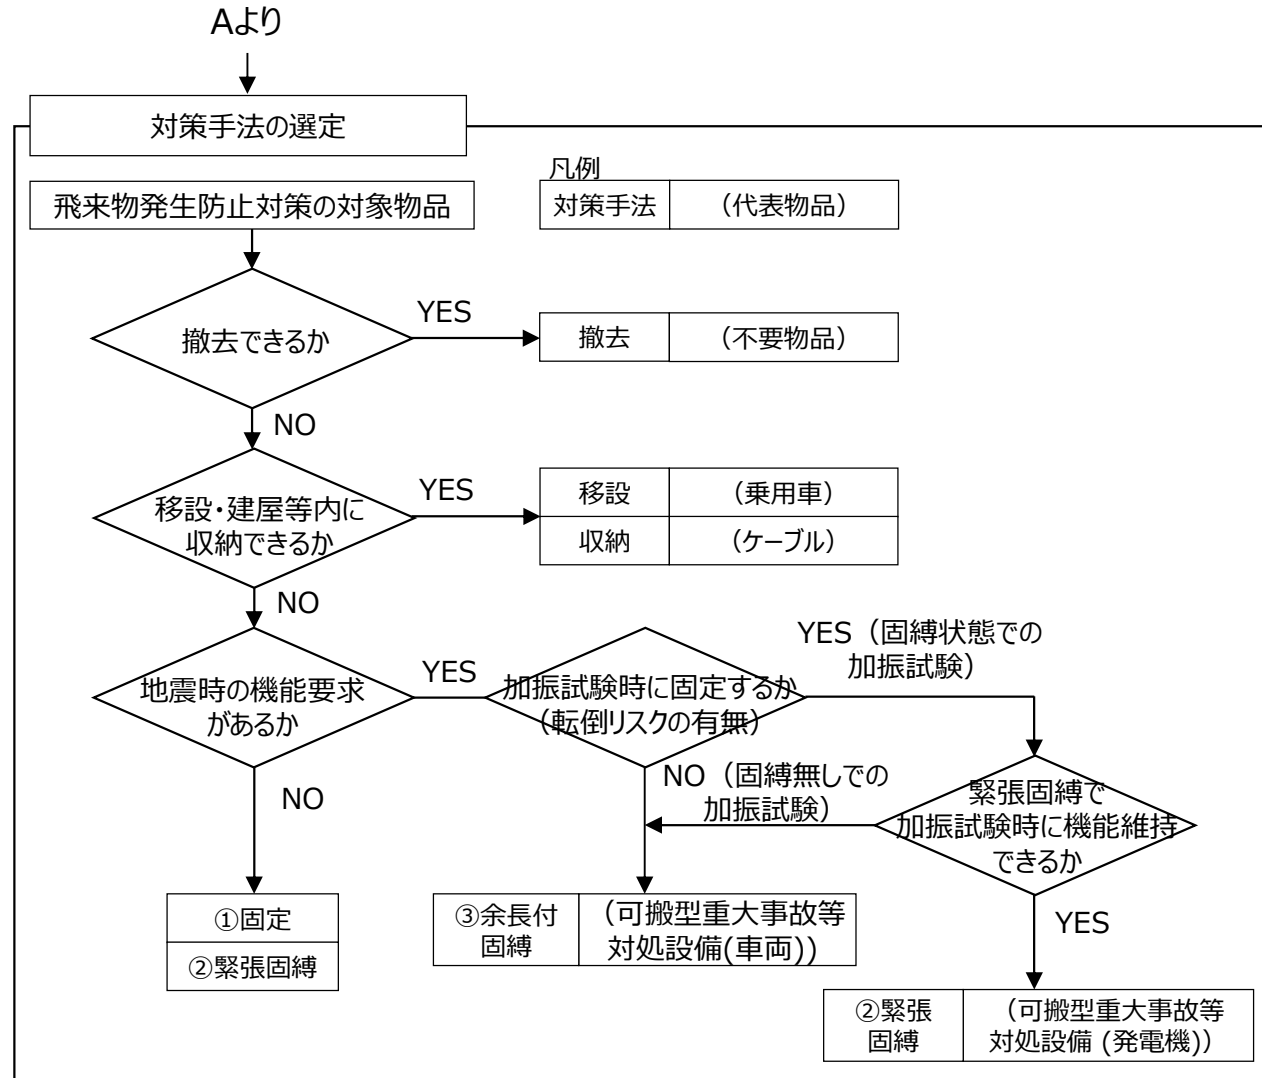 Aより
対策手法の選定
飛来物発生防止対策の対象物品
凡例
対策手法 （代表物品）
撤去できるか
YES
撤去 （不要物品）
NO
移設・建屋等内に
収納できるか
YES
移設 （乗用車）
収納 （ケーブル）
NO
地震時の機能要求
があるか
YES
加振試験時に固定するか
（転倒リスクの有無）
YES（固縛状態での
加振試験）
NO
NO（固縛無しでの
加振試験）
緊張固縛で
加振試験時に機能維持
できるか
YES
①固定
②緊張固縛
③余長付
固縛
（可搬型重大事故等
対処設備(車両)）
②緊張
固縛
（可搬型重大事故等
対処設備 (発電機)）